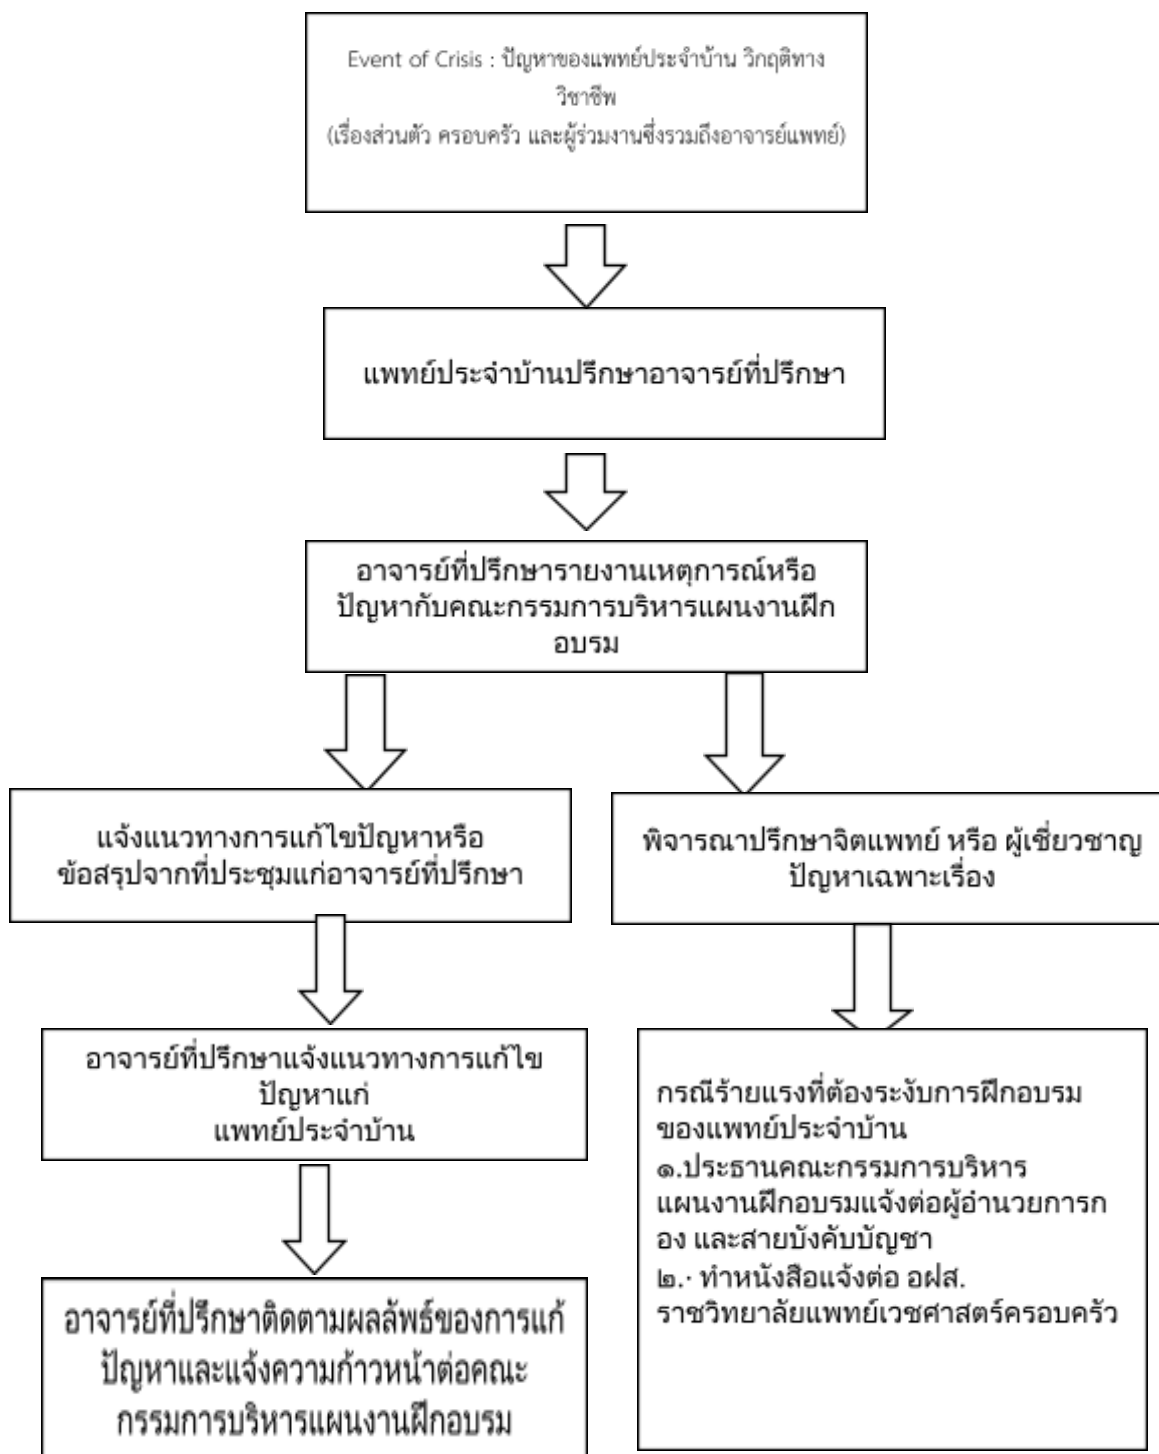 Event of Crisis : ปัญหาของแพทย์ประจำบ้าน วิกฤติทาง
วิชาชีพ
(เรื่องส่วนตัว ครอบครัว และผู้ร่วมงานซึ่งรวมถึงอาจารย์แพทย์)
แพทย์ประจำบ้านปรึกษาอาจารย์ที่ปรึกษา
อาจารย์ที่ปรึกษารายงานเหตุการณ์หรือ
ปัญหากับคณะกรรมการบริหารแผนงานฝึก
อบรม
แจ้งแนวทางการแก้ไขปัญหาหรือ
ข้อสรุปจากที่ประชุมแก่อาจารย์ที่ปรึกษา
พิจารณาปรึกษาจิตแพทย์ หรือ ผู้เชี่ยวชาญ
ปัญหาเฉพาะเรื่อง
อาจารย์ที่ปรึกษาแจ้งแนวทางการแก้ไข
ปัญหาแก่
แพทย์ประจำบ้าน
กรณีร้ายแรงที่ต้องระงับการฝึกอบรม
ของแพทย์ประจำบ้าน
๑.ประธานคณะกรรมการบริหาร
แผนงานฝึกอบรมแจ้งต่อผู้อำนวยการก
อง และสายบังคับบัญชา
๒.· ทำหนังสือแจ้งต่อ อฝส.
ราชวิทยาลัยแพทย์เวชศาสตร์ครอบครัว
อาจารย์ที่ปรึกษาติดตามผลลัพธ์ของการแก้
ปัญหาและแจ้งความก้าวหน้าต่อคณะ
กรรมการบริหารแผนงานฝึกอบรม